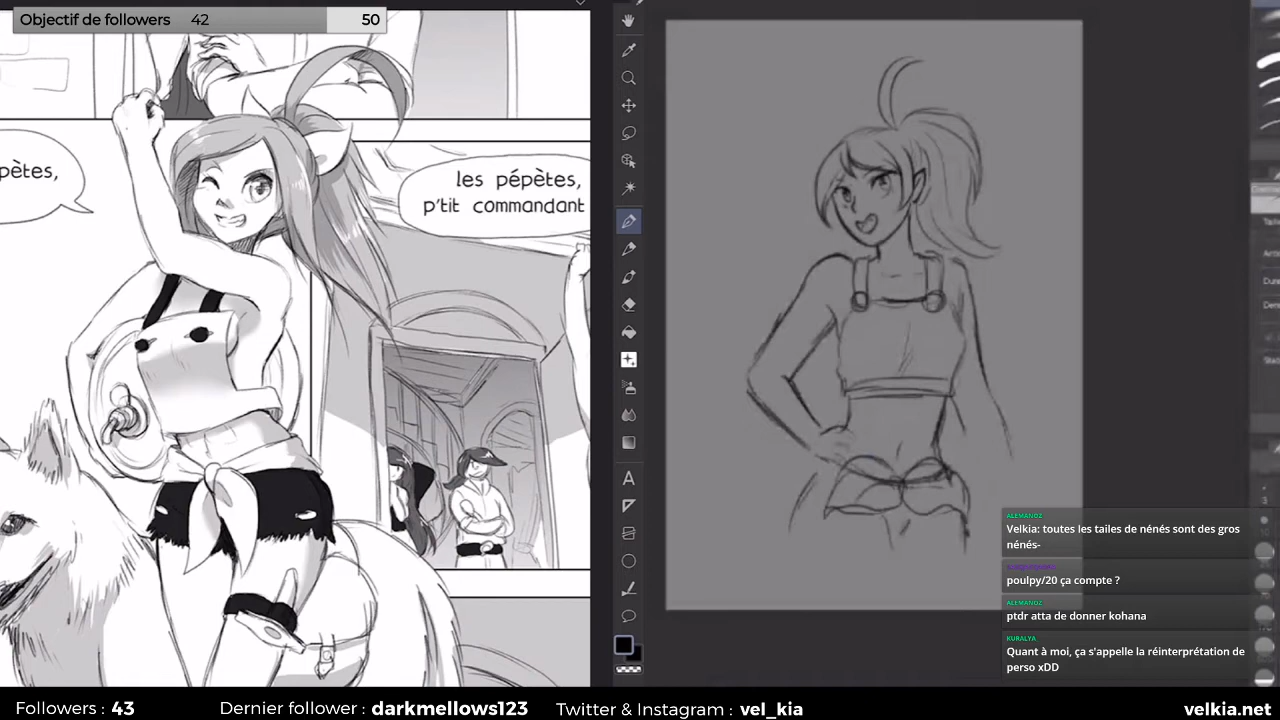 Objectif de followers 42 50
pètes,
les pépètes,
p'tit commandant
ALEMANOZ
Velkia: toutes les tailes de nénés sont des gros
nénés-
poulpy/20 ça compte ?
ALEMANOZ
ptdr atta de donner kohana
KURALYA
Quant à moi, ça s'appelle la réinterprétation de
perso xDD
Followers : 43
Dernier follower : darkmellows123
Twitter & Instagram : vel_kia
velkia.net